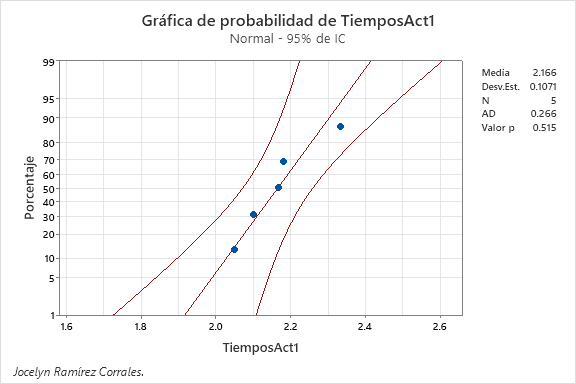 Gráfica de probabilidad de TiemposAct1
Normal - 95% de IC
Media 2.166
Desv.Est. 0.1071
N 5
AD 0.266
Valor p 0.515
Porcentaje
99
95
90
80
70
60
50
40
30
20
10
5
1
1.6 1.8 2.0 2.2 2.4 2.6
TiemposAct1
Jocelyn Ramírez Corrales.